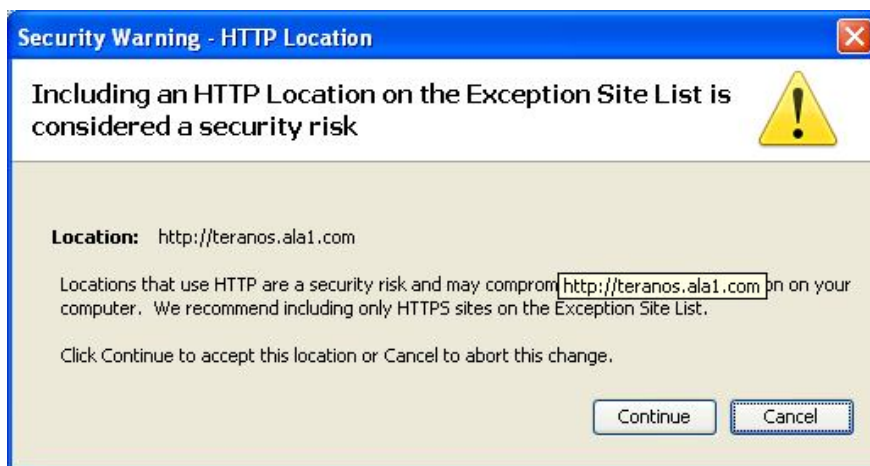 Security Warning - HTTP Location
Including an HTTP Location on the Exception Site List is
considered a security risk
Location: http://teranos.ala1.com
Locations that use HTTP are a security risk and may comprom http://teranos.ala1.com on on your
computer. We recommend including only HTTPS sites on the Exception Site List.
Click Continue to accept this location or Cancel to abort this change.
Continue Cancel